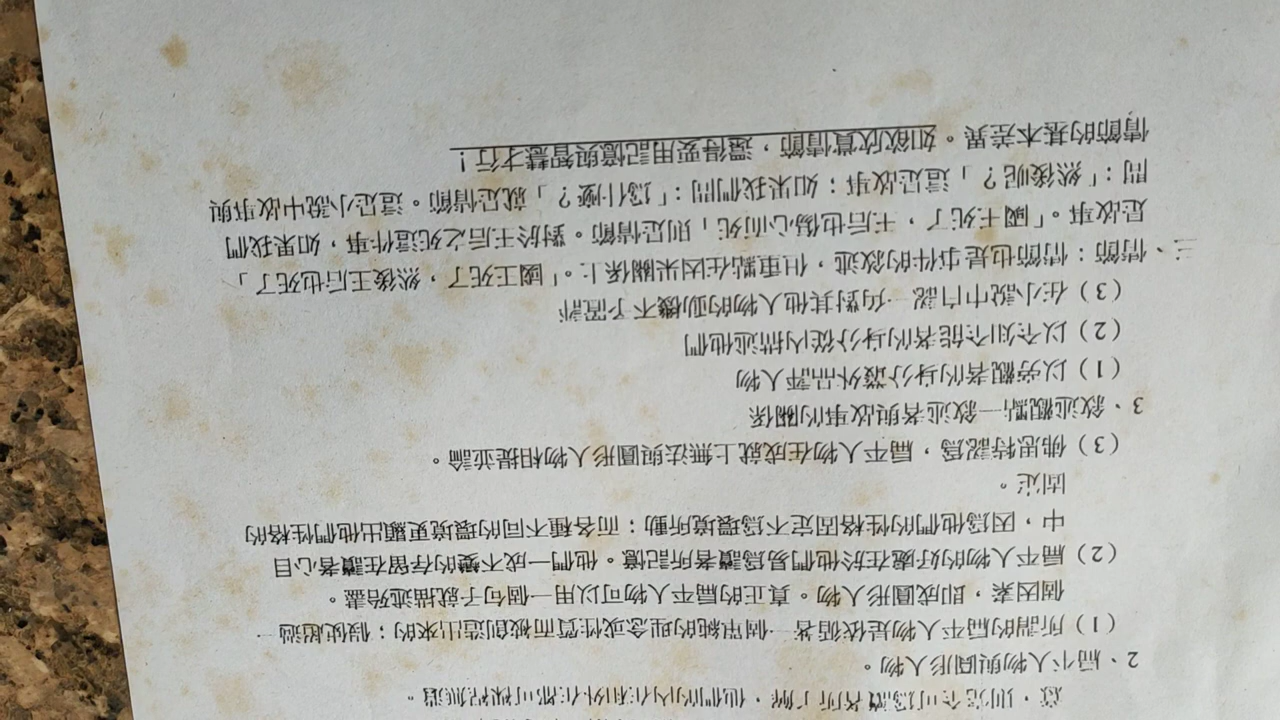 意，則完全可為讀者所了解，他們的內在和外在都可裸裎無遺。
2、扁平人物與圓形人物。
（1）所謂的扁平人物是依循著一個單純的理念或性質而被創造出來的；假使超過一
個因素，即成圓形人物。真正的扁平人物可以用一個句子就描述殆盡。
（2）扁平人物的好處在於他們易為讀者所記憶。他們一成不變的存留在讀者心目
中，因為他們的性格固定不為環境所動；而各種不同的環境更顯出他們性格的
固定。
（3）佛思特認為，扁平人物在成就上無法與圓形人物相提並論。
3、敘述觀點—敘述者與故事的關係
（1）以旁觀者的身分從外品評人物
（2）以全知全能者的身分從內描述他們
（3）在小說中自認一角對其他人物的動機不予置評
三、情節：情節也是事件的敘述，但重點在因果關係上。「國王死了，然後王后也死了」
是故事。「國王死了，王后也傷心而死」則是情節。對於王后之死這件事，如果我們
問：「然後呢？」這是故事；如果我們問：「為什麼？」就是情節。這是小說中故事與
情節的基本差異。如欲欣賞情節，還得要用記憶與智慧才行！